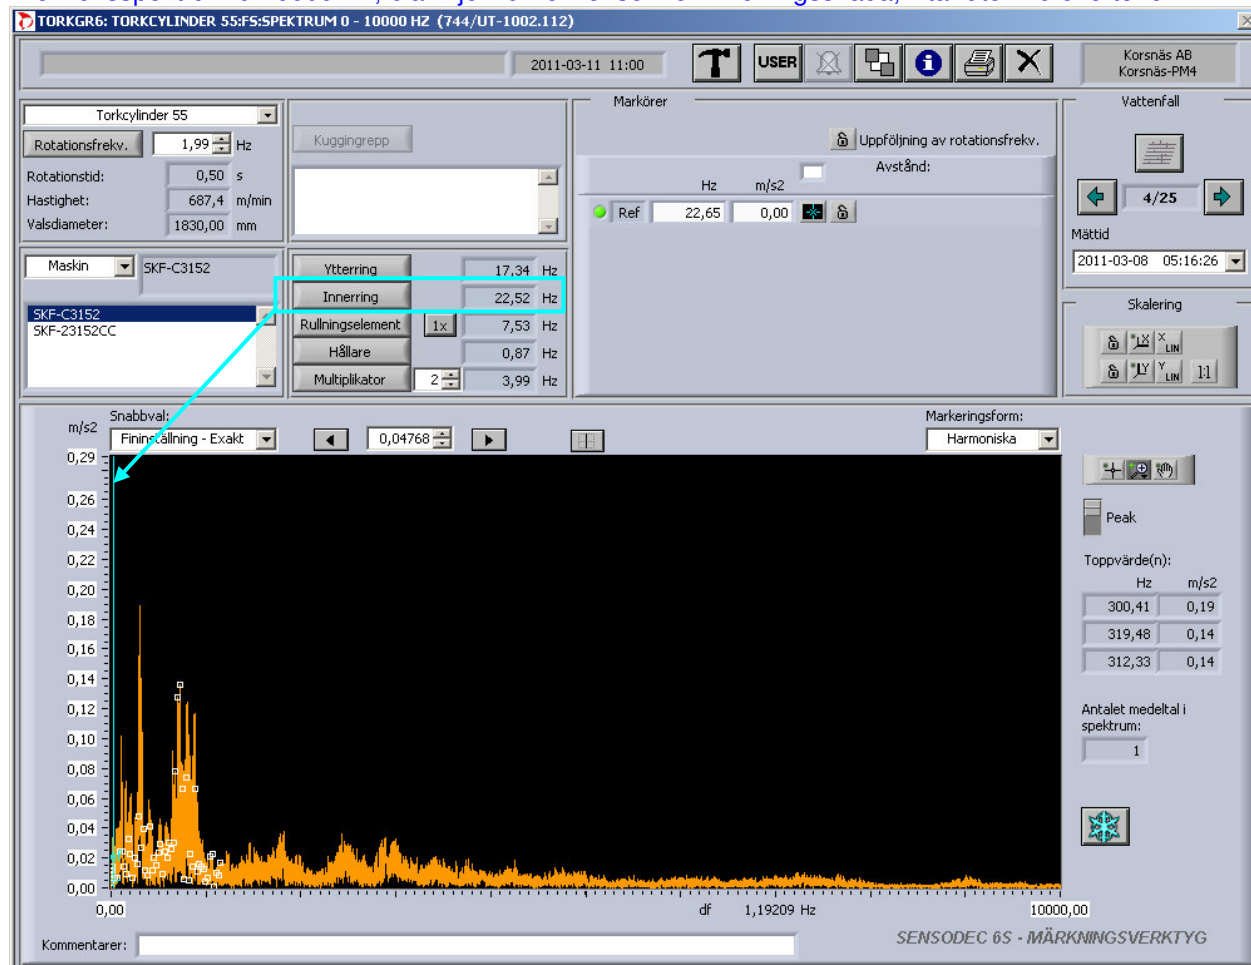 TORKGR6: TORKCYLINDER 55:FS:SPEKTRUM 0 - 10000 HZ (744/UT-1002.112)
2011-03-11 11:00
USER
Korsnäs AB
Korsnäs-PM4
Torkcylinder 55
Rotationsfrekv. 1,99 Hz
Rotationstid: 0,50 s
Hastighet: 687,4 m/min
Valsdiameter: 1830,00 mm
Kuggingrepp
Markörer
Uppföljning av rotationsfrekv.
Avstånd:
Hz m/s2
Ref 22,65 0,00
Vattenfall
4/25
Mättid
2011-03-08 05:16:26
Maskin SKF-C3152
SKF-C3152
SKF-23152CC
Ytterring 17,34 Hz
Innerring 22,52 Hz
Rullningselement 1x 7,53 Hz
Hållare 0,87 Hz
Multiplikator 2 3,99 Hz
Skalering
X X LIN
Y Y LIN 1:1
Snabbval:
Fininställning - Exakt
0,04768
Markeringsform:
Harmoniska
m/s2
0,29
0,26
0,24
0,22
0,20
0,18
0,16
0,14
0,12
0,10
0,08
0,06
0,04
0,02
0,00
0,00
df 1,19209 Hz
10000,00
Peak
Toppvärde(n):
Hz m/s2
300,41 0,19
319,48 0,14
312,33 0,14
Antalet medeltal i
spektrum:
1
Kommentarer:
SENSODEC 6S - MÄRKNINGSVERKTYG